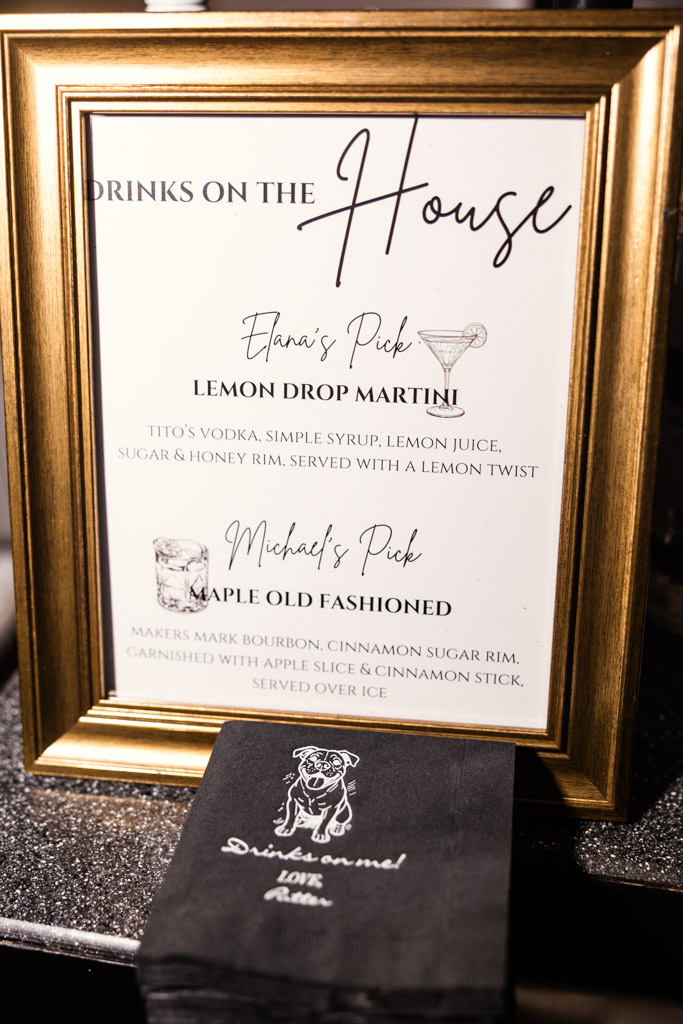 DRINKS ON THE House
Elana's Pick
LEMON DROP MARTINI
TITO'S VODKA, SIMPLE SYRUP, LEMON JUICE,
SUGAR & HONEY RIM, SERVED WITH A LEMON TWIST
Michael's Pick
MAPLE OLD FASHIONED
MAKERS MARK BOURBON, CINNAMON SUGAR RIM,
GARNISHED WITH APPLE SLICE & CINNAMON STICK,
SERVED OVER ICE
Drinks on me!
LOVE,